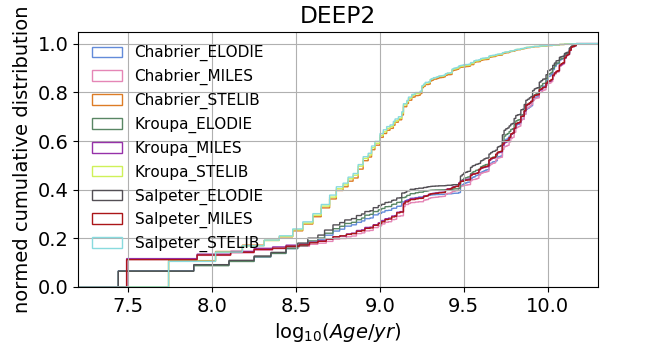 DEEP2
normed cumulative distribution
1.0
0.8
0.6
0.4
0.2
0.0
Chabrier_ELODIE
Chabrier_MILES
Chabrier_STELIB
Kroupa_ELODIE
Kroupa_MILES
Kroupa_STELIB
Salpeter_ELODIE
Salpeter_MILES
Salpeter_STELIB
7.5 8.0 8.5 9.0 9.5 10.0
log₁₀(Age/yr)